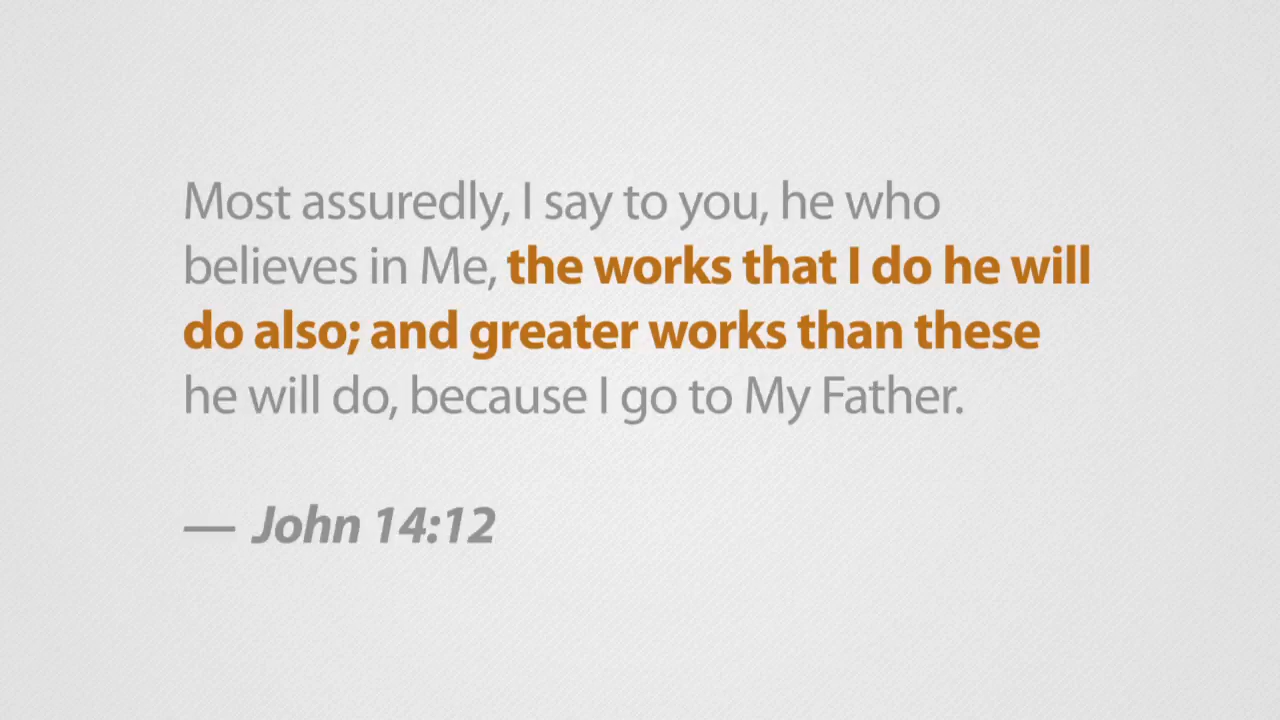 Most assuredly, I say to you, he who
believes in Me, the works that I do he will
do also; and greater works than these
he will do, because I go to My Father.
— John 14:12